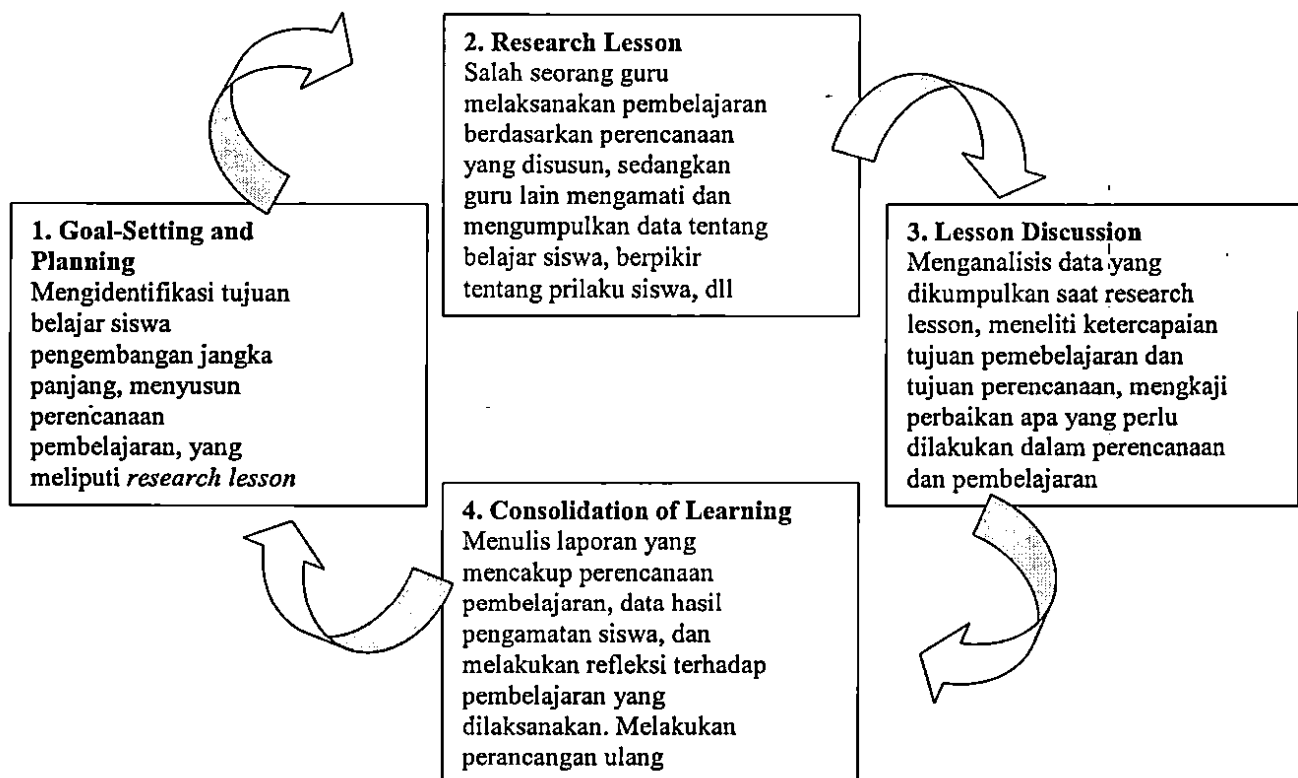 1. Goal-Setting and
Planning
Mengidentifikasi tujuan
belajar siswa
pengembangan jangka
panjang, menyusun
perencanaan
pembelajaran, yang
meliputi research lesson
2. Research Lesson
Salah seorang guru
melaksanakan pembelajaran
berdasarkan perencanaan
yang disusun, sedangkan
guru lain mengamati dan
mengumpulkan data tentang
belajar siswa, berpikir
tentang prilaku siswa, dll
3. Lesson Discussion
Menganalisis data yang
dikumpulkan saat research
lesson, meneliti ketercapaian
tujuan pemebelajaran dan
tujuan perencanaan, mengkaji
perbaikan apa yang perlu
dilakukan dalam perencanaan
dan pembelajaran
4. Consolidation of Learning
Menulis laporan yang
mencakup perencanaan
pembelajaran, data hasil
pengamatan siswa, dan
melakukan refleksi terhadap
pembelajaran yang
dilaksanakan. Melakukan
perancangan ulang